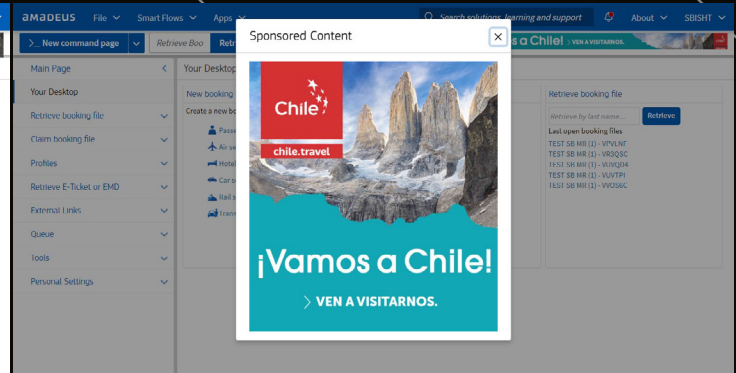 amadeus File Smart Flows Apps Search solutions, learning and support About SBISHT
>_ New command page Retrieve Boo Retr
s a Chile! > VEN A VISITARNOS.
Main Page
Your Desktop
Retrieve booking file
Claim booking file
Profiles
Retrieve E-Ticket or EMD
External Links
Queue
Tools
Personal Settings
Your Desktop
New booking
Create a new bo
Passe
Air se
Hotel
Car s
Rail s
Trans
Sponsored Content
Chile
chile.travel
¡Vamos a Chile!
> VEN A VISITARNOS.
Retrieve booking file
Retrieve by last name... Retrieve
Last open booking files
TEST SB MR (1) - VPVLNF
TEST SB MR (1) - VR3QSC
TEST SB MR (1) - VUVQD4
TEST SB MR (1) - VUVTPI
TEST SB MR (1) - VVOS6C